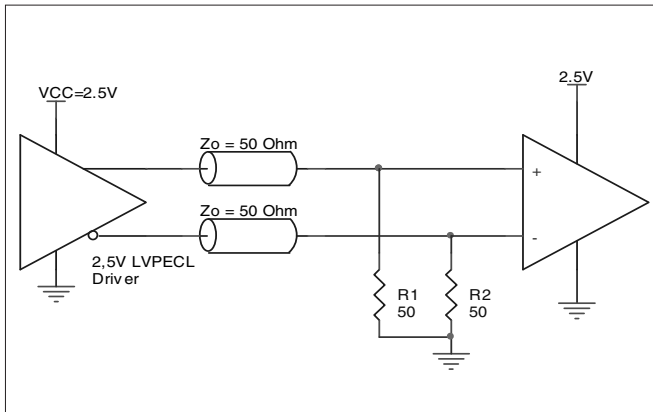 VCC=2.5V
2.5V
Zo = 50 Ohm
+
Zo = 50 Ohm
-
2,5V LVPECL
Driver
R1
50
R2
50